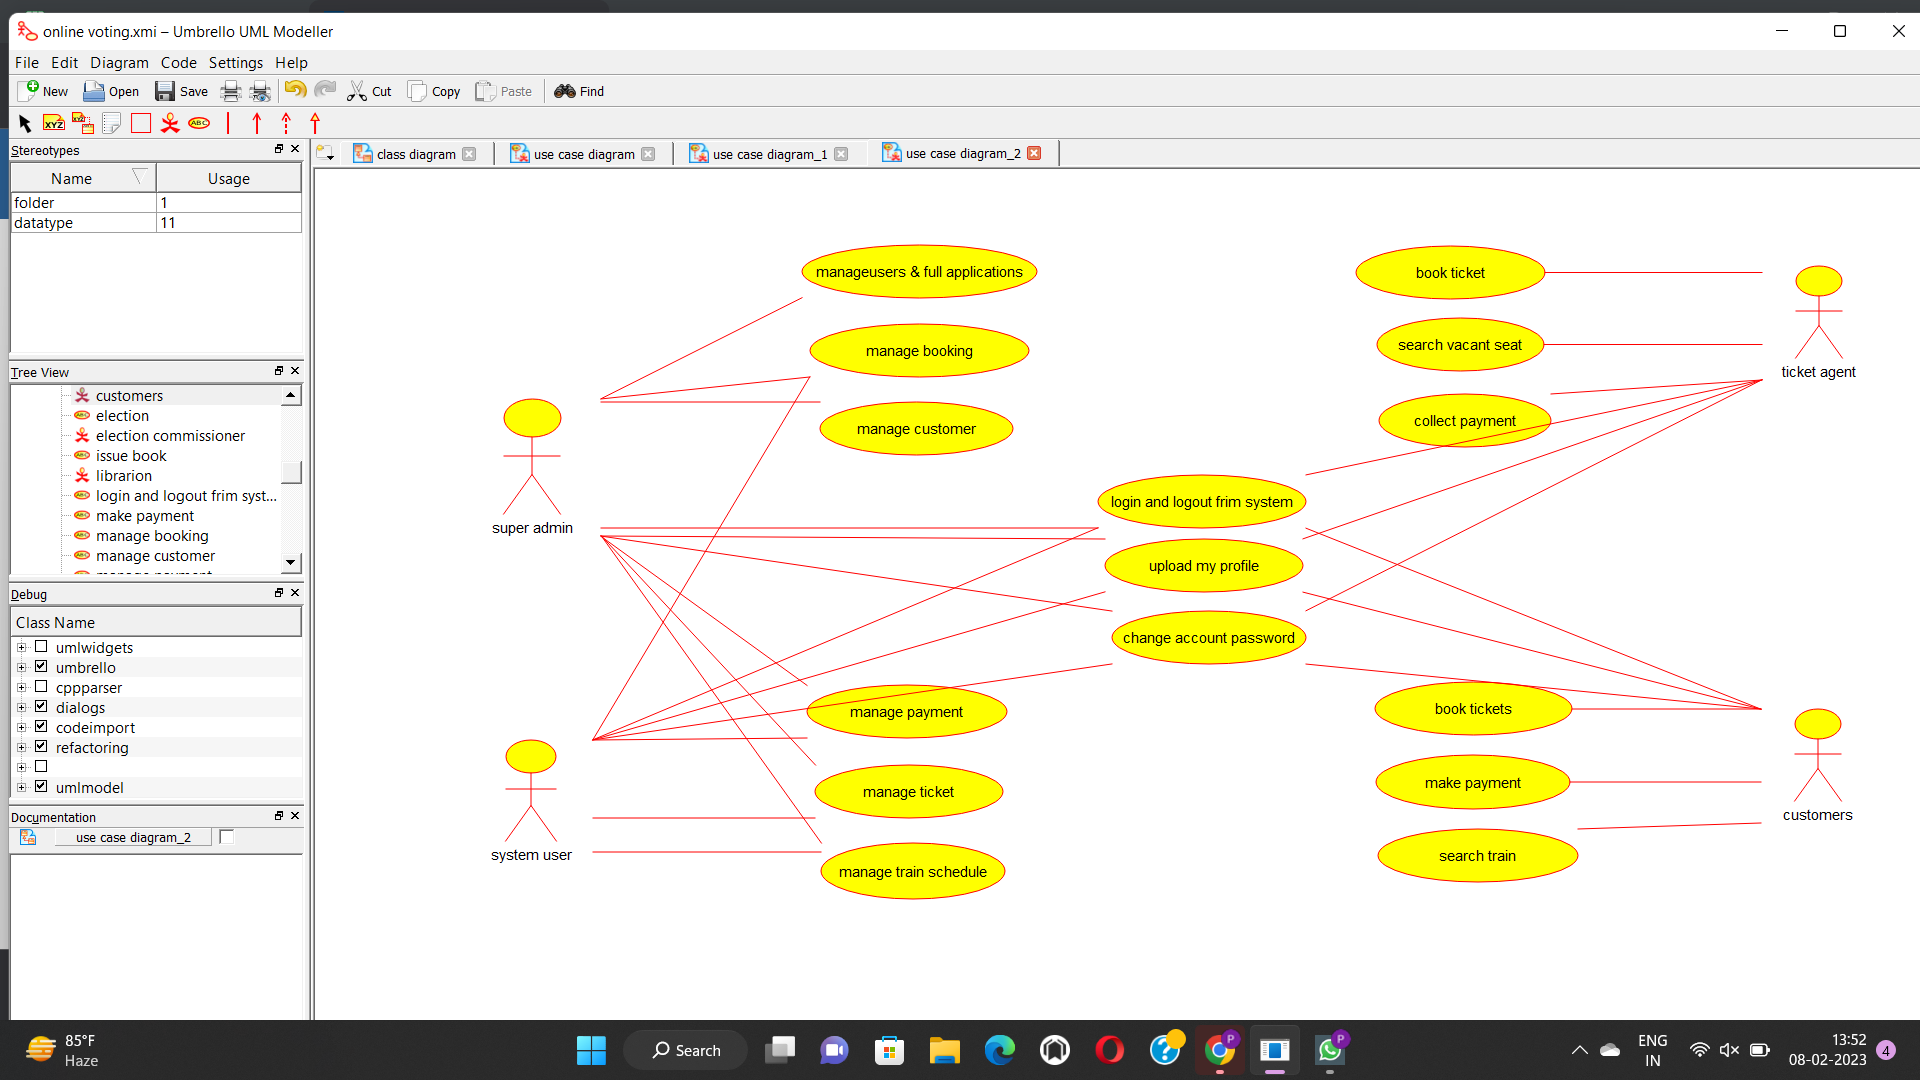 online voting.xmi – Umbrello UML Modeller
File Edit Diagram Code Settings Help
New Open Save Cut Copy Paste Find
XYZ ABC
Stereotypes
class diagram use case diagram use case diagram_1 use case diagram_2
Name Usage
folder 1
datatype 11
Tree View
customers
election
election commissioner
issue book
librarion
login and logout frim syst...
make payment
manage booking
manage customer
Debug
Class Name
umlwidgets
umbrello
cppparser
dialogs
codeimport
refactoring
umlmodel
Documentation
use case diagram_2
manageusers & full applications
manage booking
manage customer
super admin
book ticket
search vacant seat
collect payment
ticket agent
login and logout frim system
upload my profile
change account password
manage payment
manage ticket
manage train schedule
system user
book tickets
make payment
search train
customers
85°F
Haze
Search
P
P
ENG
IN
13:52
08-02-2023
4